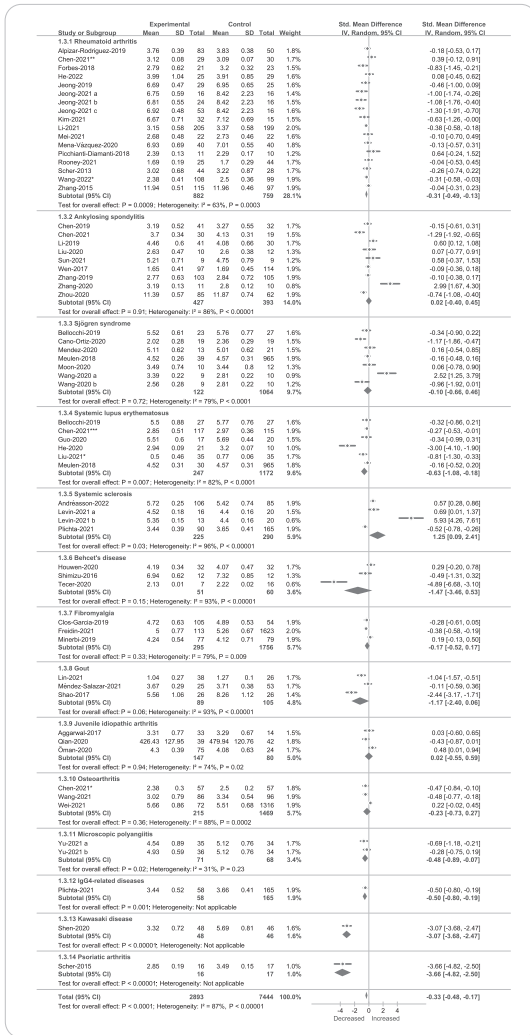 Experimental Control Std. Mean Difference Std. Mean Difference
Study or Subgroup Mean SD Total Mean SD Total Weight IV, Random, 95% CI IV, Random, 95% CI
1.3.1 Rheumatoid arthritis
Alpizar-Rodriguez-2019 3.76 0.39 83 3.83 0.38 50 1.8% -0.18 [-0.53, 0.17]
Chen-2021** 3.12 0.08 29 3.09 0.07 30 1.7% 0.39 [-0.12, 0.91]
Forbes-2018 2.79 0.62 21 3.2 0.32 23 1.5% -0.83 [-1.45, -0.21]
He-2022 3.99 1.04 25 3.91 0.85 29 1.6% 0.08 [-0.45, 0.62]
Jeong-2019 6.69 0.47 29 6.95 0.65 25 1.6% -0.46 [-1.00, 0.09]
Jeong-2021 a 6.75 0.59 16 8.42 2.23 16 1.4% -1.00 [-1.74, -0.26]
Jeong-2021 b 6.81 0.55 24 8.42 2.23 16 1.4% -1.08 [-1.76, -0.40]
Jeong-2021 c 6.92 0.48 53 8.42 2.23 16 1.5% -1.30 [-1.91, -0.70]
Kim-2021 6.67 0.71 32 7.12 0.69 15 1.5% -0.63 [-1.26, -0.00]
Li-2021 3.15 0.58 205 3.37 0.58 199 1.9% -0.38 [-0.58, -0.18]
Mei-2021 2.68 0.48 22 2.73 0.46 22 1.6% -0.10 [-0.70, 0.49]
Mena-Vázquez-2020 6.93 0.69 40 7.01 0.55 40 1.7% -0.13 [-0.57, 0.31]
Picchianti-Diamanti-2018 2.39 0.13 11 2.29 0.17 10 1.2% 0.64 [-0.24, 1.52]
Rooney-2021 1.69 0.19 25 1.7 0.29 44 1.7% -0.04 [-0.53, 0.45]
Scher-2013 3.02 0.68 44 3.22 0.87 28 1.7% -0.26 [-0.74, 0.22]
Wang-2022* 2.38 0.41 108 2.5 0.36 99 1.8% -0.31 [-0.58, -0.03]
Zhang-2015 11.94 0.51 115 11.96 0.46 97 1.8% -0.04 [-0.31, 0.23]
Subtotal (95% CI) 882 759 28.1% -0.31 [-0.49, -0.13]
Test for overall effect: P = 0.0009; Heterogeneity: I² = 63%, P = 0.0003
1.3.2 Ankylosing spondylitis
Chen-2019 3.19 0.52 41 3.27 0.55 32 1.7% -0.15 [-0.61, 0.31]
Chen-2021 3.7 0.34 30 4.13 0.31 19 1.5% -1.29 [-1.92, -0.65]
Li-2019 4.46 0.6 41 4.08 0.66 30 1.7% 0.60 [0.12, 1.08]
Liu-2020 2.63 0.47 10 2.6 0.38 12 1.3% 0.07 [-0.77, 0.91]
Sun-2021 5.21 0.71 9 4.75 0.79 9 1.2% 0.58 [-0.37, 1.53]
Wen-2017 1.65 0.41 97 1.69 0.45 114 1.8% -0.09 [-0.36, 0.18]
Zhang-2019 2.77 0.63 103 2.84 0.72 105 1.8% -0.10 [-0.38, 0.17]
Zhang-2020 3.19 0.13 11 2.8 0.12 10 0.8% 2.99 [1.67, 4.30]
Zhou-2020 11.39 0.57 85 11.87 0.74 62 1.8% -0.74 [-1.08, -0.40]
Subtotal (95% CI) 427 393 13.7% 0.02 [-0.40, 0.45]
Test for overall effect: P = 0.91; Heterogeneity: I² = 86%, P < 0.00001
1.3.3 Sjögren syndrome
Bellocchi-2019 5.52 0.61 23 5.76 0.77 27 1.6% -0.34 [-0.90, 0.22]
Cano-Ortiz-2020 2.02 0.28 19 2.36 0.29 19 1.4% -1.17 [-1.86, -0.47]
Mendez-2020 5.11 0.62 13 5.01 0.62 21 1.5% 0.16 [-0.54, 0.85]
Meulen-2018 4.52 0.26 39 4.57 0.31 965 1.8% -0.16 [-0.48, 0.16]
Moon-2020 3.49 0.74 10 3.44 0.8 12 1.3% 0.06 [-0.78, 0.90]
Wang-2020 a 3.39 0.22 9 2.81 0.22 10 0.9% 2.52 [1.25, 3.79]
Wang-2020 b 2.56 0.28 9 2.81 0.22 10 1.2% -0.96 [-1.92, 0.01]
Subtotal (95% CI) 122 1064 9.7% -0.10 [-0.66, 0.46]
Test for overall effect: P = 0.72; Heterogeneity: I² = 79%, P < 0.0001
1.3.4 Systemic lupus erythematosus
Bellocchi-2019 5.5 0.88 27 5.77 0.76 27 1.6% -0.32 [-0.86, 0.21]
Chen-2021*** 2.85 0.51 117 2.97 0.36 115 1.8% -0.27 [-0.53, -0.01]
Guo-2020 5.51 0.6 17 5.69 0.44 20 1.5% -0.34 [-0.99, 0.31]
He-2020 2.94 0.09 21 3.2 0.07 10 1.0% -3.00 [-4.10, -1.90]
Liu-2021* 0.5 0.46 35 0.77 0.06 35 1.7% -0.81 [-1.30, -0.33]
Meulen-2018 4.52 0.31 30 4.57 0.31 965 1.8% -0.16 [-0.52, 0.20]
Subtotal (95% CI) 247 1172 9.6% -0.63 [-1.08, -0.18]
Test for overall effect: P = 0.007; Heterogeneity: I² = 82%, P < 0.0001
1.3.5 Systemic sclerosis
Andréasson-2022 5.72 0.25 106 5.42 0.74 85 1.8% 0.57 [0.28, 0.86]
Levin-2021 a 4.52 0.18 16 4.4 0.16 20 1.5% 0.69 [0.01, 1.37]
Levin-2021 b 5.35 0.15 13 4.4 0.16 20 0.6% 5.93 [4.26, 7.61]
Plichta-2021 3.44 0.39 90 3.65 0.41 165 1.8% -0.52 [-0.78, -0.26]
Subtotal (95% CI) 225 290 5.7% 1.25 [0.09, 2.41]
Test for overall effect: P = 0.03; Heterogeneity: I² = 96%, P < 0.00001
1.3.6 Behcet's disease
Houwen-2020 4.19 0.34 32 4.07 0.47 32 1.7% 0.29 [-0.20, 0.78]
Shimizu-2016 6.94 0.62 12 7.32 0.85 12 1.4% -0.49 [-1.31, 0.32]
Tecer-2020 2.13 0.01 7 2.22 0.02 16 0.5% -4.89 [-6.68, -3.10]
Subtotal (95% CI) 51 60 3.6% -1.47 [-3.46, 0.53]
Test for overall effect: P = 0.15; Heterogeneity: I² = 93%, P < 0.00001
1.3.7 Fibromyalgia
Clos-Garcia-2019 4.28 0.63 105 4.89 0.53 54 1.8% -0.28 [-0.61, 0.05]
Freidin-2021 5 0.77 113 5.26 0.67 1623 1.9% -0.38 [-0.58, -0.19]
Minerbi-2019 4.24 0.54 77 4.12 0.71 79 1.8% 0.19 [-0.13, 0.50]
Subtotal (95% CI) 295 1756 5.5% -0.17 [-0.52, 0.17]
Test for overall effect: P = 0.33; Heterogeneity: I² = 79%, P = 0.009
1.3.8 Gout
Lin-2021 1.04 0.27 38 1.27 0.1 26 1.6% -1.04 [-1.57, -0.51]
Méndez-Salazar-2021 3.67 0.29 25 3.71 0.38 53 1.7% -0.11 [-0.59, 0.36]
Shao-2017 5.56 1.06 26 8.26 1.12 26 1.4% -2.44 [-3.17, -1.71]
Subtotal (95% CI) 89 105 4.8% -1.17 [-2.40, 0.06]
Test for overall effect: P = 0.06; Heterogeneity: I² = 93%, P < 0.00001
1.3.9 Juvenile idiopathic arthritis
Aggarwal-2017 3.31 0.77 33 3.29 0.67 14 1.5% 0.03 [-0.60, 0.65]
Qian-2020 426.43 127.95 39 479.94 120.76 42 1.7% -0.43 [-0.87, 0.01]
Öman-2020 4.3 0.39 75 4.08 0.63 24 1.7% 0.48 [0.01, 0.94]
Subtotal (95% CI) 147 80 4.9% 0.02 [-0.55, 0.59]
Test for overall effect: P = 0.94; Heterogeneity: I² = 74%, P = 0.02
1.3.10 Osteoarthritis
Chen-2021* 2.38 0.3 57 2.5 0.2 57 1.7% -0.47 [-0.84, -0.10]
Wang-2021 3.02 0.79 86 3.34 0.54 96 1.8% -0.48 [-0.77, -0.18]
Wei-2021 5.66 0.86 72 5.51 0.68 1316 1.8% 0.22 [-0.02, 0.45]
Subtotal (95% CI) 215 1469 5.4% -0.23 [-0.73, 0.27]
Test for overall effect: P = 0.36; Heterogeneity: I² = 88%, P = 0.0002
1.3.11 Microscopic polyangiitis
Yu-2021 a 4.54 0.89 35 5.12 0.76 34 1.7% -0.69 [-1.18, -0.21]
Yu-2021 b 4.93 0.59 36 5.12 0.76 34 1.7% -0.28 [-0.75, 0.19]
Subtotal (95% CI) 71 68 3.4% -0.48 [-0.89, -0.07]
Test for overall effect: P = 0.02; Heterogeneity: I² = 31%, P = 0.23
1.3.12 IgG4-related diseases
Plichta-2021 3.44 0.52 58 3.66 0.41 165 1.8% -0.50 [-0.80, -0.19]
Subtotal (95% CI) 58 165 1.8% -0.50 [-0.80, -0.19]
Test for overall effect: P = 0.001; Heterogeneity: Not applicable
1.3.13 Kawasaki disease
Shen-2020 3.32 0.72 48 5.69 0.81 46 1.6% -3.07 [-3.68, -2.47]
Subtotal (95% CI) 48 46 1.6% -3.07 [-3.68, -2.47]
Test for overall effect: P < 0.00001; Heterogeneity: Not applicable
1.3.14 Psoriatic arthritis
Scher-2015 2.85 0.19 16 3.45 0.15 17 0.9% -3.66 [-4.82, -2.50]
Subtotal (95% CI) 16 17 0.9% -3.66 [-4.82, -2.50]
Test for overall effect: P < 0.00001; Heterogeneity: Not applicable
Total (95% CI) 2893 7444 100.0% -0.33 [-0.48, -0.17]
Test for overall effect: P < 0.0001; Heterogeneity: I² = 87%, P < 0.00001
-4 -2 0 2 4
Decreased Increased